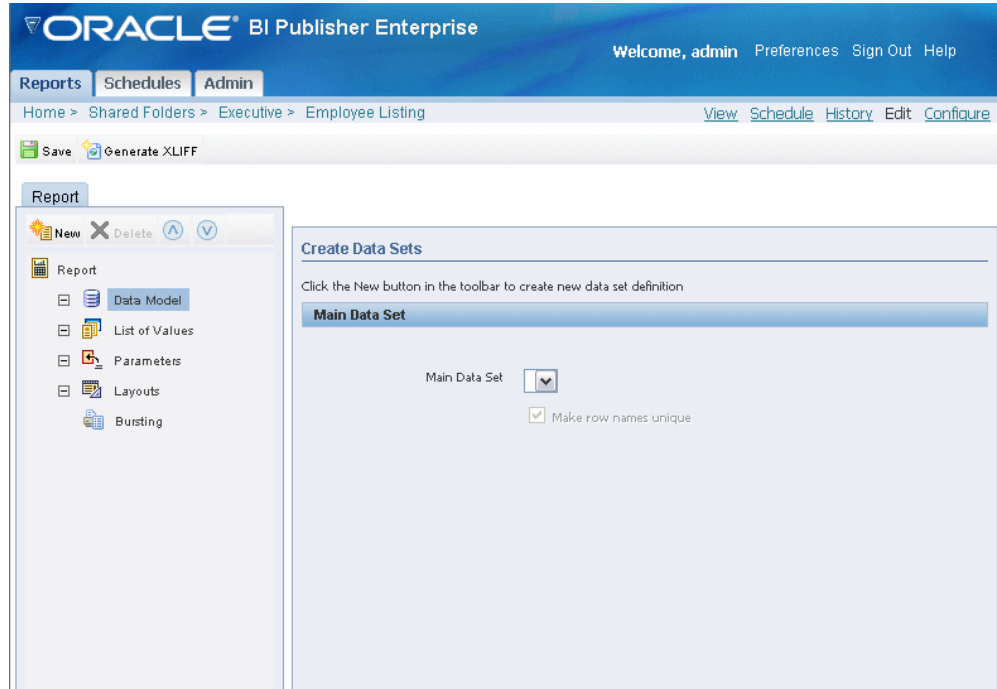 ORACLE BI Publisher Enterprise
Welcome, admin Preferences Sign Out Help
Reports Schedules Admin
Home > Shared Folders > Executive > Employee Listing View Schedule History Edit Configure
Save Generate XLIFF
Report
New Delete
Create Data Sets
Report
Click the New button in the toolbar to create new data set definition
Data Model
Main Data Set
List of Values
Parameters
Main Data Set
Layouts
Make row names unique
Bursting